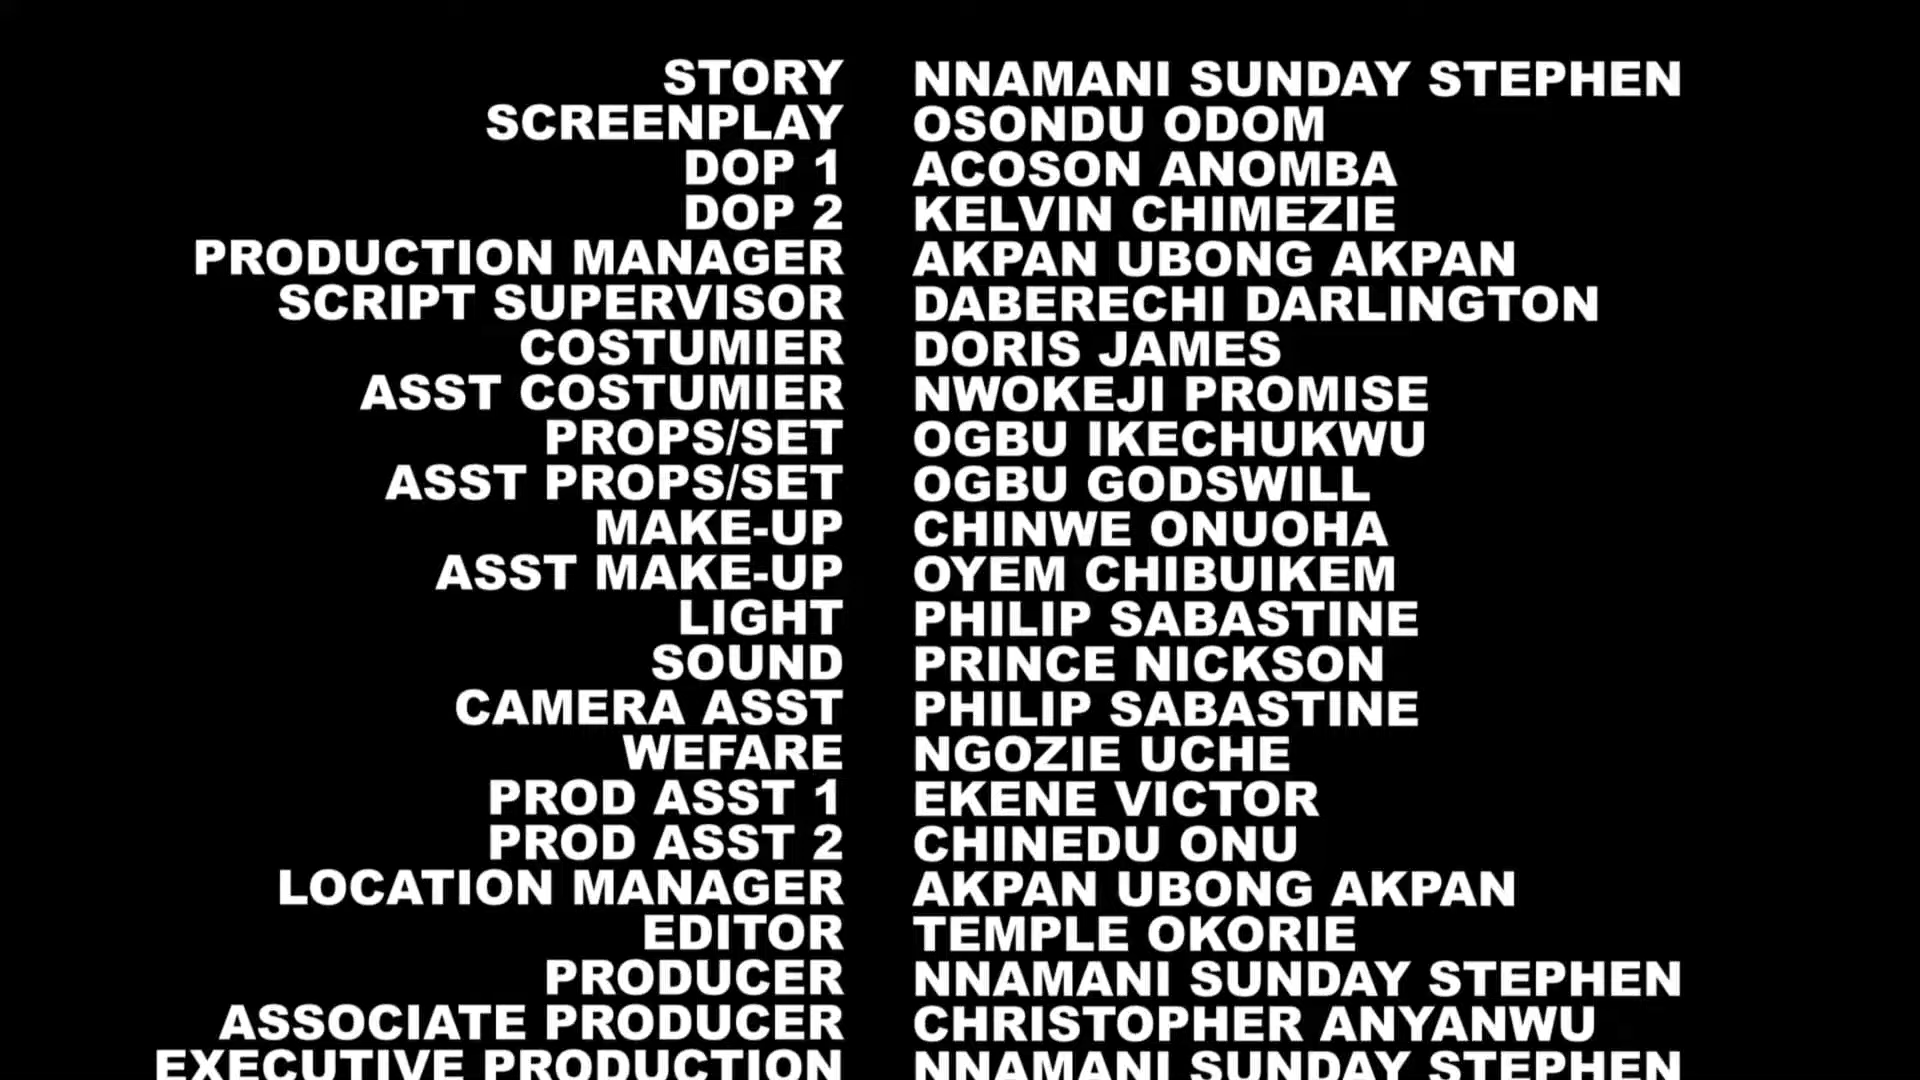 STORY NNAMANI SUNDAY STEPHEN
SCREENPLAY OSONDU ODOM
DOP 1 ACOSON ANOMBA
DOP 2 KELVIN CHIMEZIE
PRODUCTION MANAGER AKPAN UBONG AKPAN
SCRIPT SUPERVISOR DABERECHI DARLINGTON
COSTUMIER DORIS JAMES
ASST COSTUMIER NWOKEJI PROMISE
PROPS/SET OGBU IKECHUKWU
ASST PROPS/SET OGBU GODSWILL
MAKE-UP CHINWE ONUOHA
ASST MAKE-UP OYEM CHIBUIKEM
LIGHT PHILIP SABASTINE
SOUND PRINCE NICKSON
CAMERA ASST PHILIP SABASTINE
WEFARE NGOZIE UCHE
PROD ASST 1 EKENE VICTOR
PROD ASST 2 CHINEDU ONU
LOCATION MANAGER AKPAN UBONG AKPAN
EDITOR TEMPLE OKORIE
PRODUCER NNAMANI SUNDAY STEPHEN
ASSOCIATE PRODUCER CHRISTOPHER ANYANWU
EXECUTIVE PRODUCTION NNAMANI SUNDAY STEPHEN